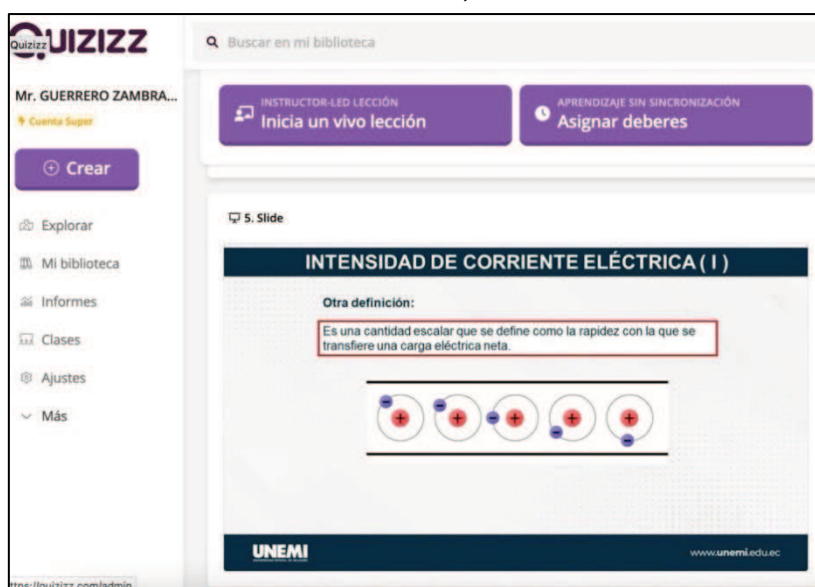 Quizizz
QUIZIZZ
Buscar en mi biblioteca
Mr. GUERRERO ZAMBRA...
Cuenta Super
Crear
Explorar
Mi biblioteca
Informes
Clases
Ajustes
Más
INSTRUCTOR-LED LECCIÓN
Inicia un vivo lección
APRENDIZAJE SIN SINCRONIZACIÓN
Asignar deberes
5. Slide
INTENSIDAD DE CORRIENTE ELÉCTRICA ( I )
Otra definición:
Es una cantidad escalar que se define como la rapidez con la que se
transfiere una carga eléctrica neta.
- + - + - + - + - +
UNEMI
www.unemi.edu.ec
ttps://quizizz.com/admin